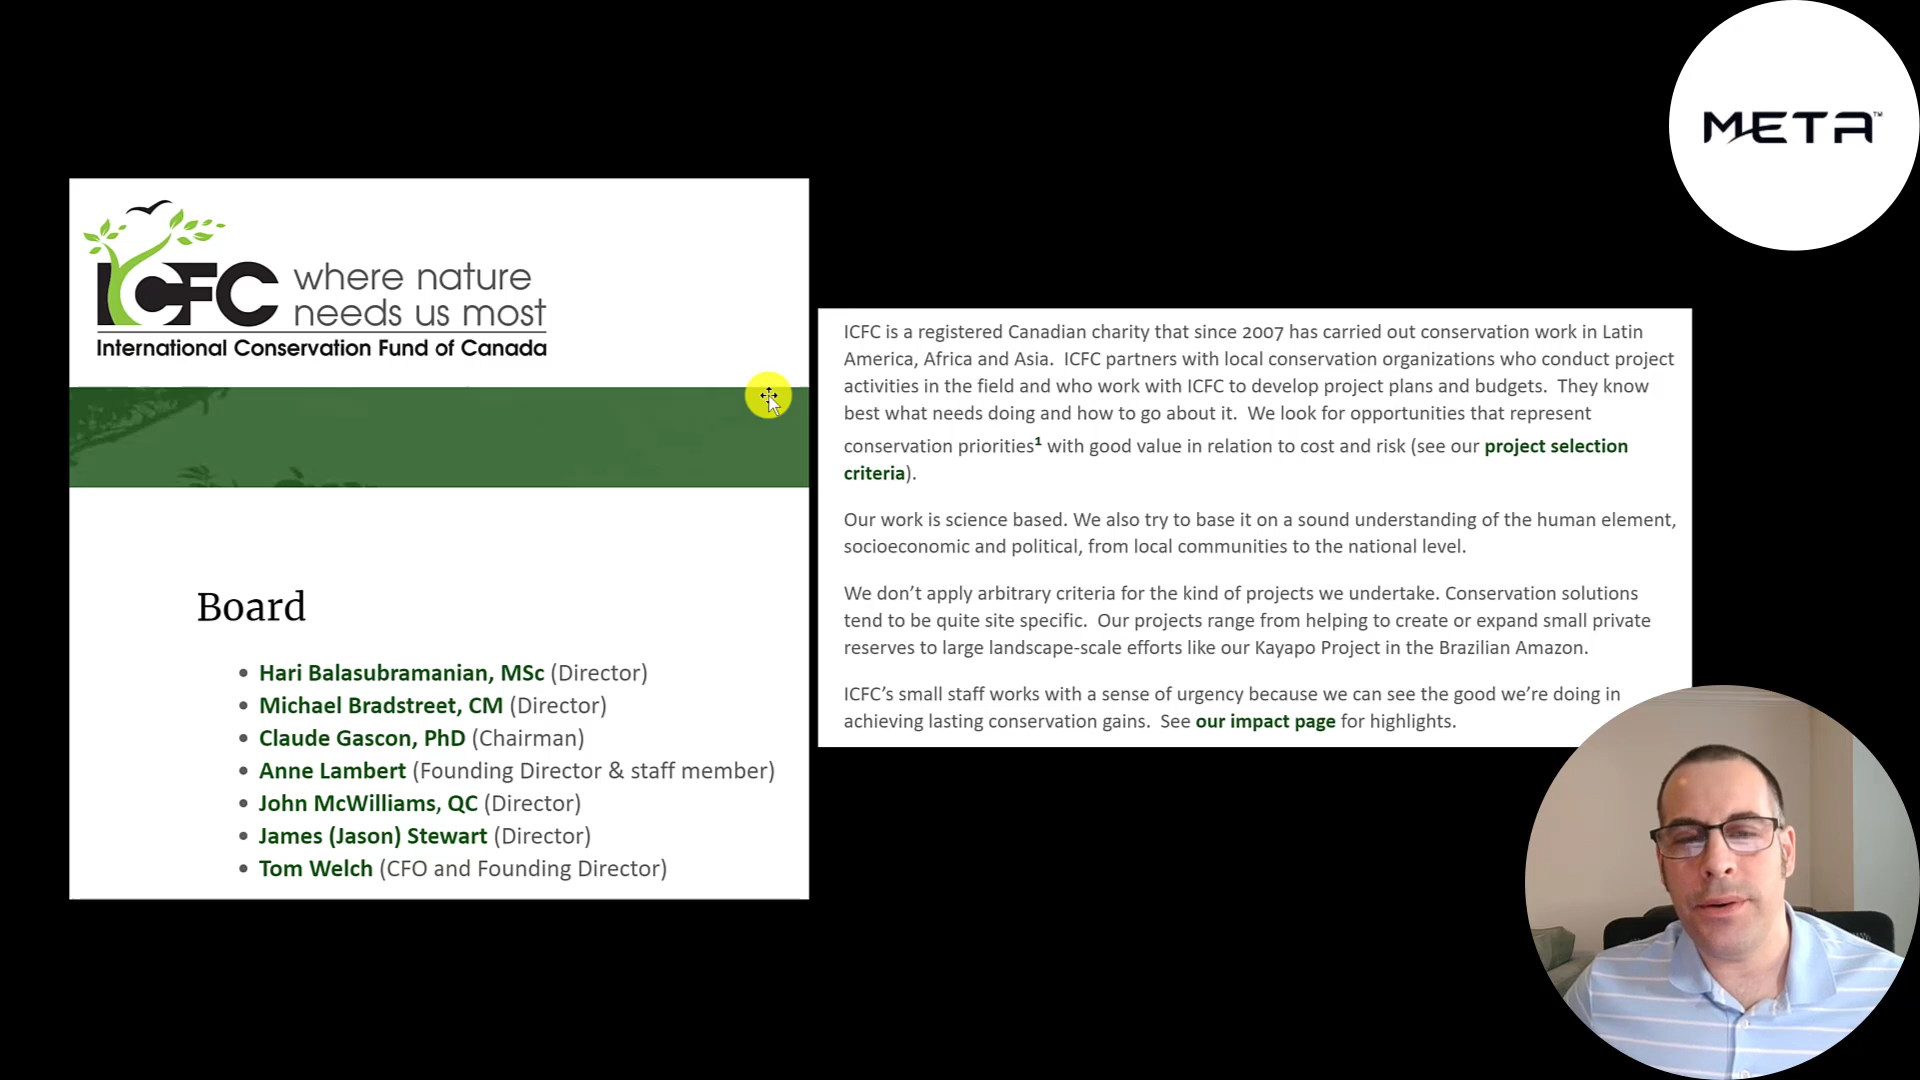 META™
ICFC
where nature
needs us most
International Conservation Fund of Canada
Board
• Hari Balasubramanian, MSc (Director)
• Michael Bradstreet, CM (Director)
• Claude Gascon, PhD (Chairman)
• Anne Lambert (Founding Director & staff member)
• John McWilliams, QC (Director)
• James (Jason) Stewart (Director)
• Tom Welch (CFO and Founding Director)
ICFC is a registered Canadian charity that since 2007 has carried out conservation work in Latin
America, Africa and Asia.  ICFC partners with local conservation organizations who conduct project
activities in the field and who work with ICFC to develop project plans and budgets.  They know
best what needs doing and how to go about it.  We look for opportunities that represent
conservation priorities¹ with good value in relation to cost and risk (see our project selection
criteria).
Our work is science based. We also try to base it on a sound understanding of the human element,
socioeconomic and political, from local communities to the national level.
We don’t apply arbitrary criteria for the kind of projects we undertake. Conservation solutions
tend to be quite site specific.  Our projects range from helping to create or expand small private
reserves to large landscape-scale efforts like our Kayapo Project in the Brazilian Amazon.
ICFC’s small staff works with a sense of urgency because we can see the good we’re doing in
achieving lasting conservation gains.  See our impact page for highlights.